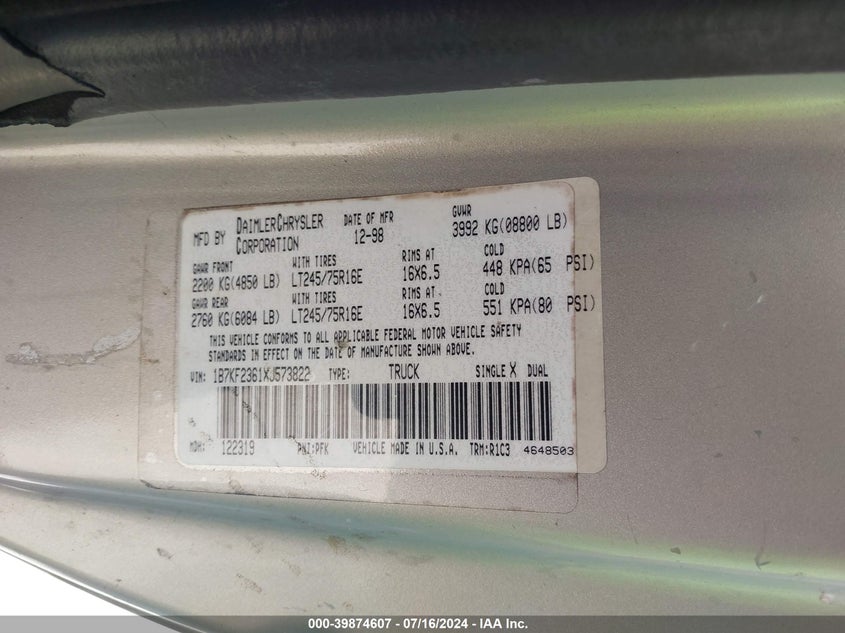 MFD BY DAIMLERCHRYSLER CORPORATION DATE OF MFR 12-98 GVWR 3992 KG(08800 LB)
GAWR FRONT WITH TIRES RIMS AT COLD
2200 KG(4850 LB) LT245/75R16E 16X6.5 448 KPA(65 PSI)
GAWR REAR WITH TIRES RIMS AT COLD
2760 KG(6084 LB) LT245/75R16E 16X6.5 551 KPA(80 PSI)
THIS VEHICLE CONFORMS TO ALL APPLICABLE FEDERAL MOTOR VEHICLE SAFETY
STANDARDS IN EFFECT ON THE DATE OF MANUFACTURE SHOWN ABOVE.
VIN: 1B7KF2361XJ573822 TYPE: TRUCK SINGLE X DUAL
MDH: 122319 PNT:PFK VEHICLE MADE IN U.S.A. TRM:R1C3 4648503
000-39874607 - 07/16/2024 - IAA Inc.